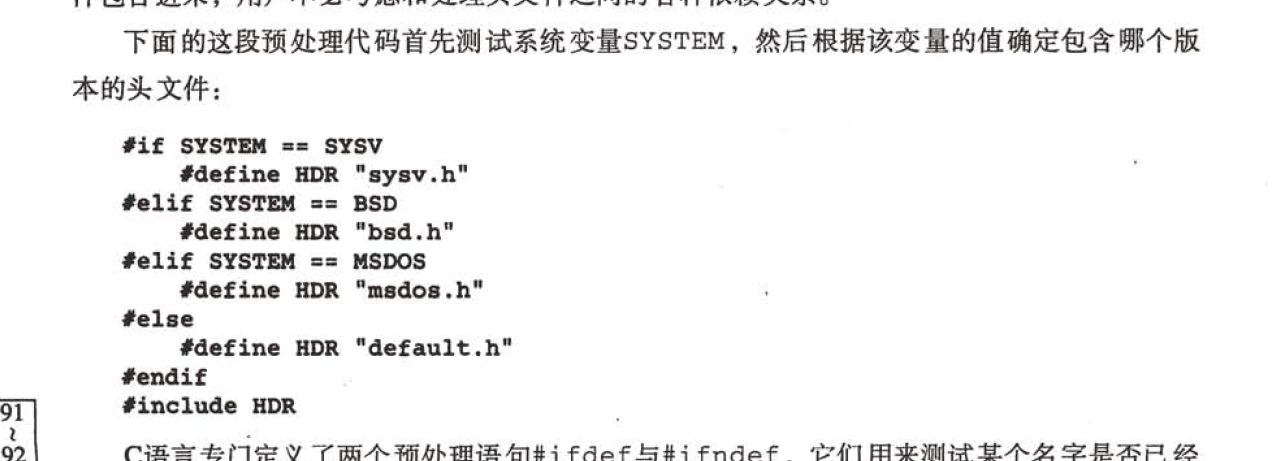 下面的这段预处理代码首先测试系统变量SYSTEM，然后根据该变量的值确定包含哪个版
本的头文件：
#if SYSTEM == SYSV
#define HDR "sysv.h"
#elif SYSTEM == BSD
#define HDR "bsd.h"
#elif SYSTEM == MSDOS
#define HDR "msdos.h"
#else
#define HDR "default.h"
#endif
#include HDR
91
~
92
C语言专门定义了两个预处理语句#ifdef与#ifndef，它们用来测试某个名字是否已经